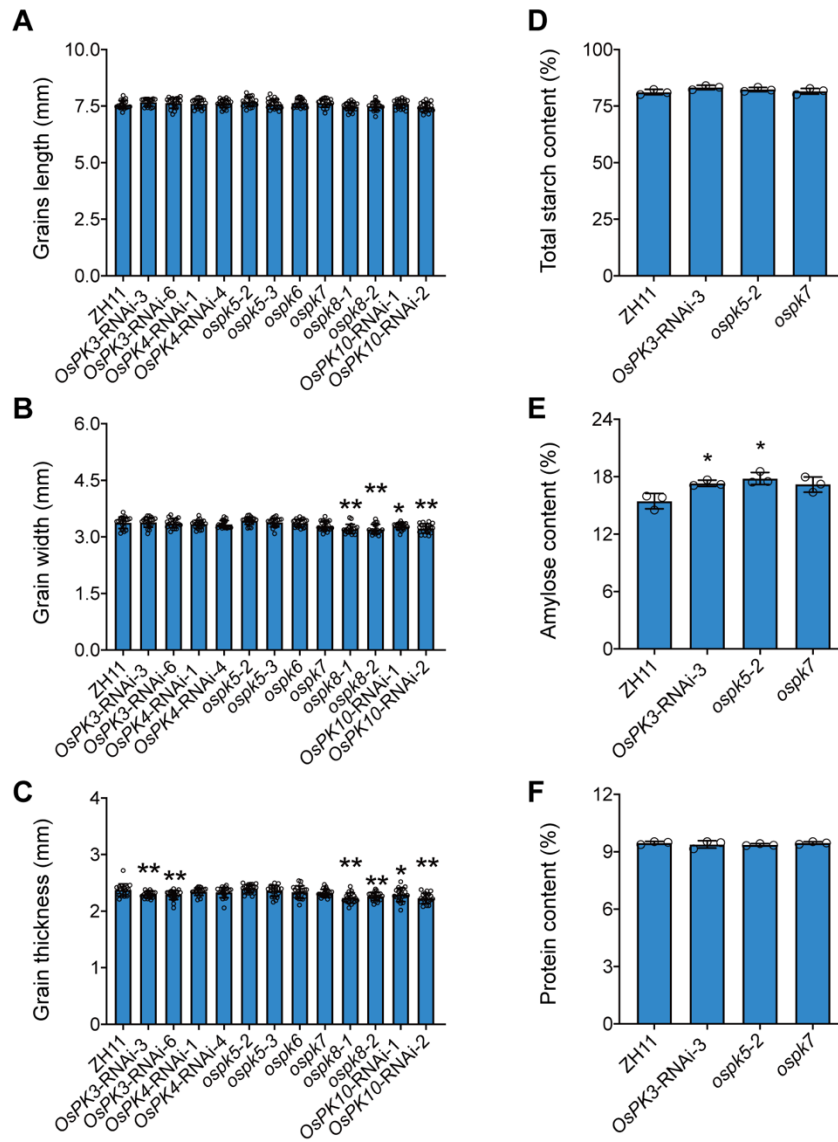 A
Grains length (mm)
10.0
7.5
5.0
2.5
0.0
ZH11
OsPK3-RNAi-3
OsPK3-RNAi-6
OsPK4-RNAi-1
OsPK4-RNAi-4
ospk5-2
ospk5-3
ospk6
ospk7
ospk8-1
ospk8-2
OsPK10-RNAi-1
OsPK10-RNAi-2
B
Grain width (mm)
6.0
4.5
3.0
1.5
0.0
**
**
*
**
ZH11
OsPK3-RNAi-3
OsPK3-RNAi-6
OsPK4-RNAi-1
OsPK4-RNAi-4
ospk5-2
ospk5-3
ospk6
ospk7
ospk8-1
ospk8-2
OsPK10-RNAi-1
OsPK10-RNAi-2
C
Grain thickness (mm)
4
3
2
1
0
**
**
**
**
*
**
ZH11
OsPK3-RNAi-3
OsPK3-RNAi-6
OsPK4-RNAi-1
OsPK4-RNAi-4
ospk5-2
ospk5-3
ospk6
ospk7
ospk8-1
ospk8-2
OsPK10-RNAi-1
OsPK10-RNAi-2
D
Total starch content (%)
100
75
50
25
0
ZH11
OsPK3-RNAi-3
ospk5-2
ospk7
E
Amylose content (%)
24
18
12
6
0
*
*
ZH11
OsPK3-RNAi-3
ospk5-2
ospk7
F
Protein content (%)
12
9
6
3
0
ZH11
OsPK3-RNAi-3
ospk5-2
ospk7